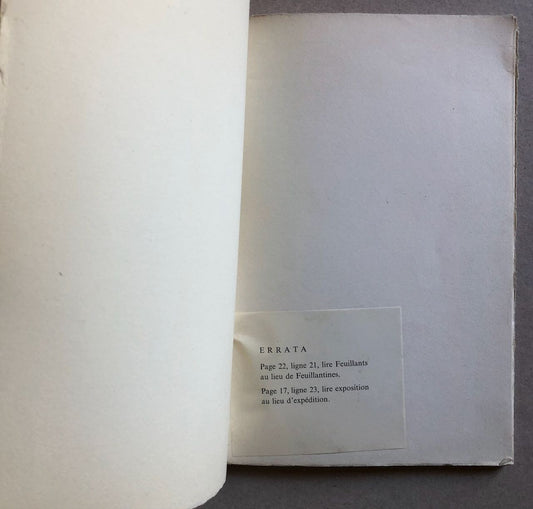 ERRATA
Page 22, ligne 21, lire Feuillants
au lieu de Feuillantines.
Page 17, ligne 23, lire exposition
au lieu d'expédition.